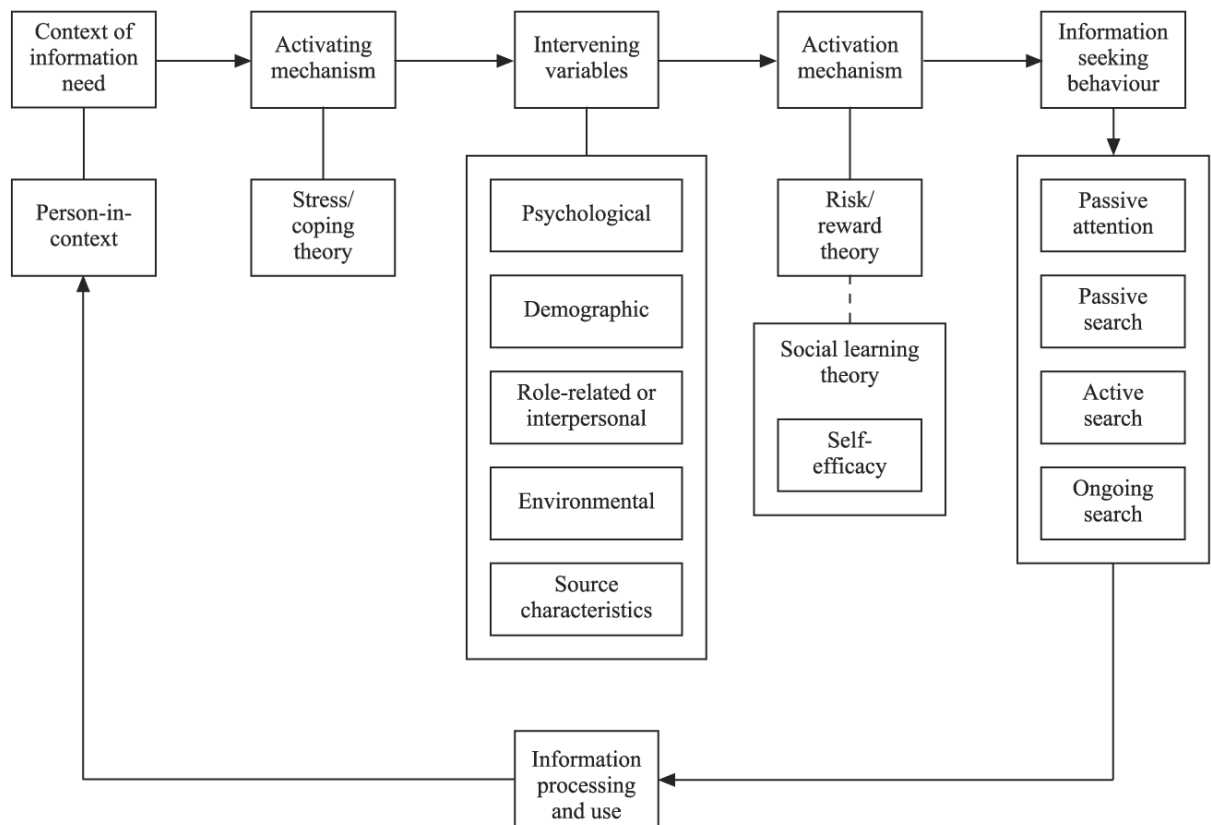 Context of
information
need
Activating
mechanism
Intervening
variables
Activation
mechanism
Information
seeking
behaviour
Person-in-
context
Stress/
coping
theory
Psychological
Demographic
Role-related or
interpersonal
Environmental
Source
characteristics
Risk/
reward
theory
Social learning
theory
Self-
efficacy
Passive
attention
Passive
search
Active
search
Ongoing
search
Information
processing
and use